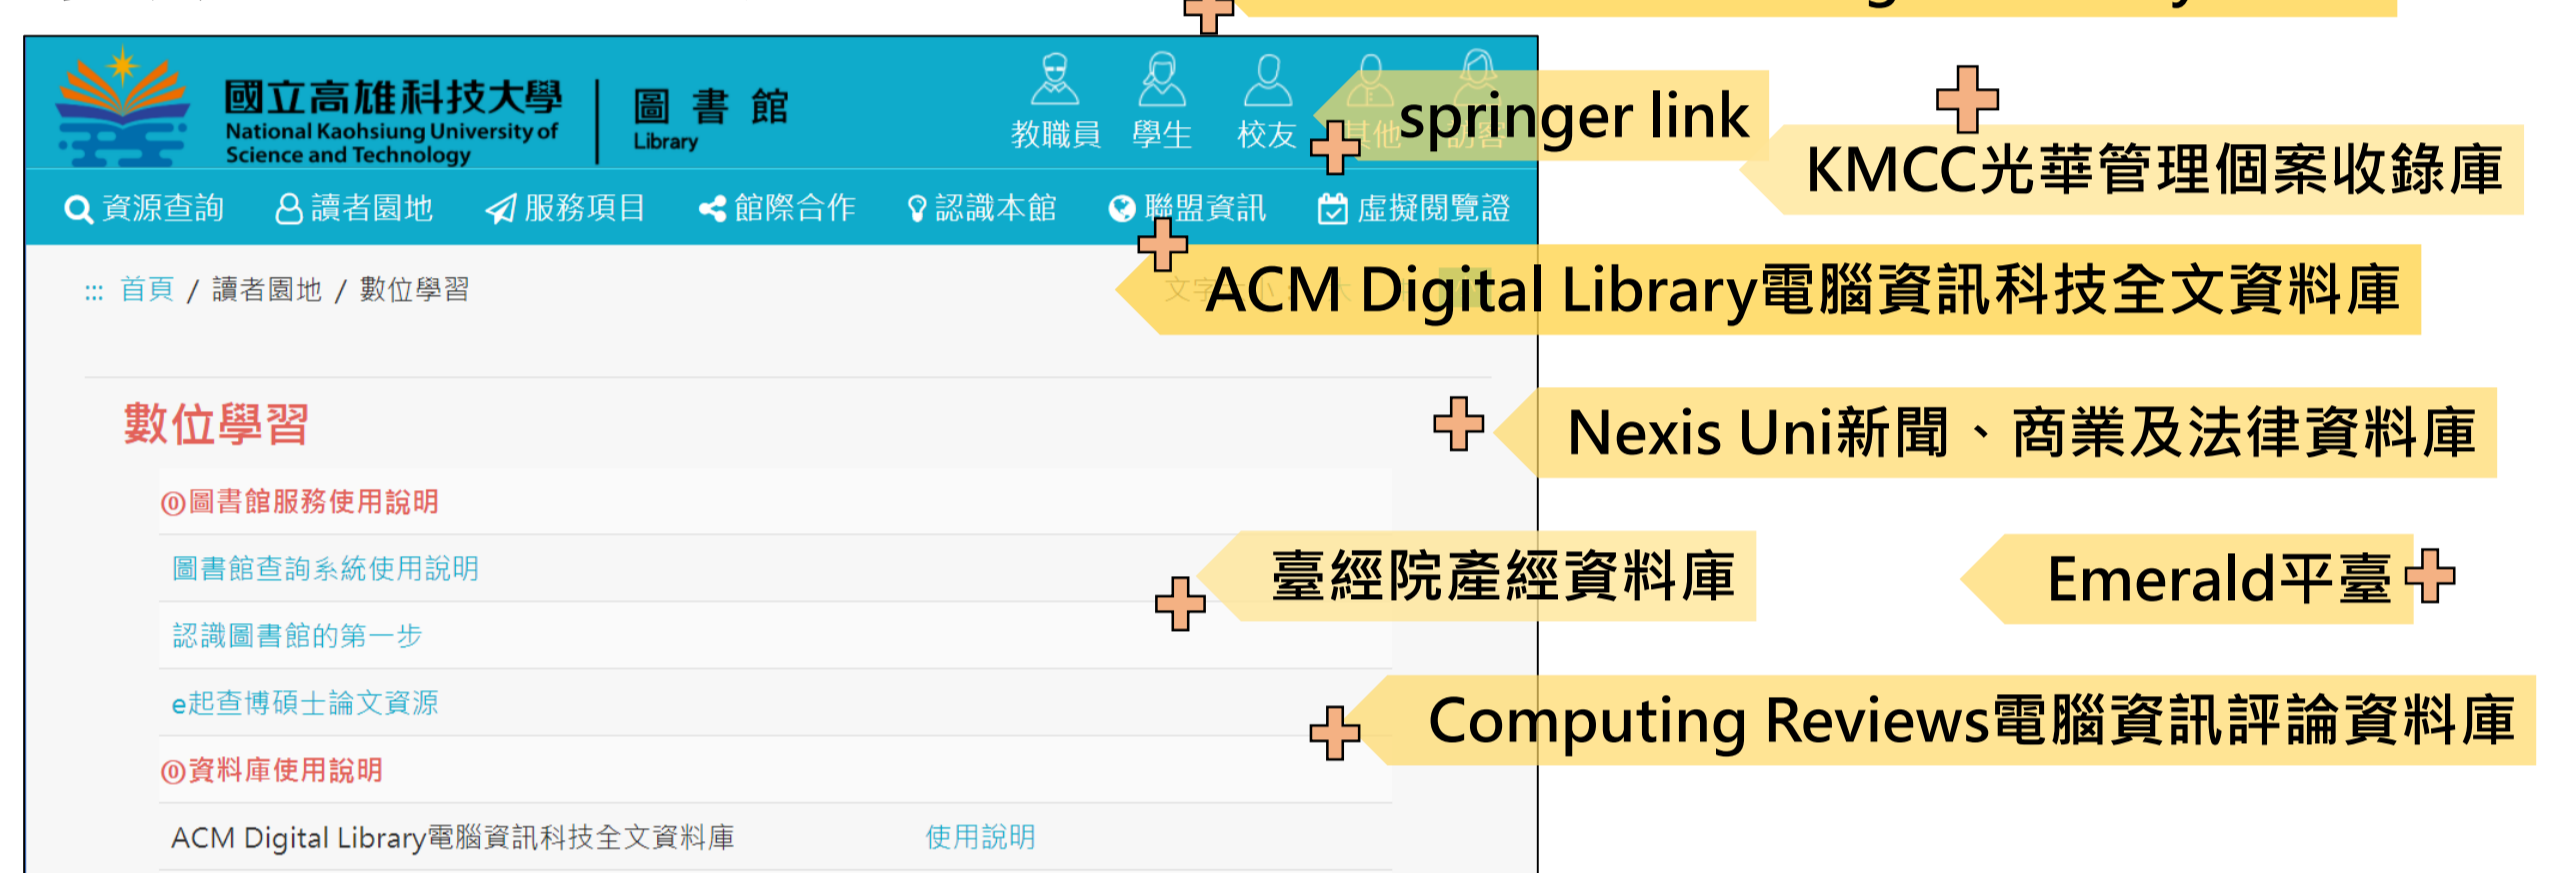 國立高雄科技大學
National Kaohsiung University of
Science and Technology
圖書館
Library
教職員 學生 校友 其他 訪客
springer link
KMCC光華管理個案收錄庫
資源查詢 讀者園地 服務項目 館際合作 認識本館 聯盟資訊 虛擬閱覽證
::: 首頁 / 讀者園地 / 數位學習
ACM Digital Library電腦資訊科技全文資料庫
數位學習
Nexis Uni新聞、商業及法律資料庫
⓪圖書館服務使用說明
圖書館查詢系統使用說明
臺經院產經資料庫
Emerald平臺
認識圖書館的第一步
e起查博碩士論文資源
Computing Reviews電腦資訊評論資料庫
⓪資料庫使用說明
ACM Digital Library電腦資訊科技全文資料庫 使用說明